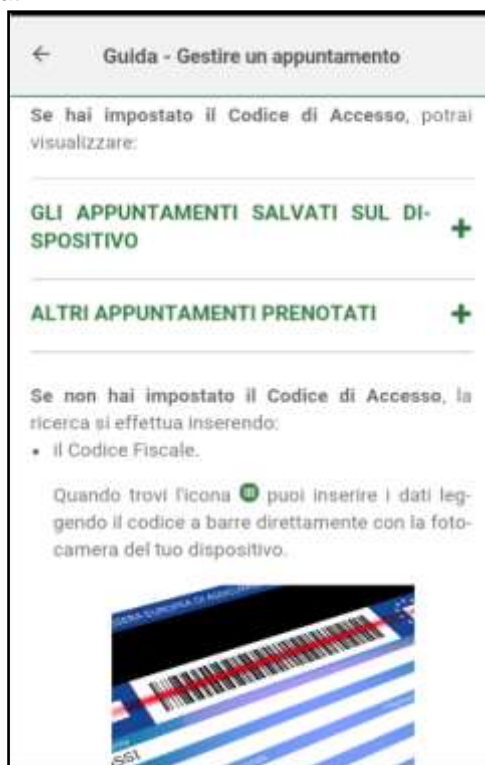 ← Guida - Gestire un appuntamento
Se hai impostato il Codice di Accesso, potrai
visualizzare:
GLI APPUNTAMENTI SALVATI SUL DI-
SPOSITIVO +
ALTRI APPUNTAMENTI PRENOTATI +
Se non hai impostato il Codice di Accesso, la
ricerca si effettua inserendo:
• il Codice Fiscale.
Quando trovi l'icona puoi inserire i dati leg-
gendo il codice a barre direttamente con la foto-
camera del tuo dispositivo.